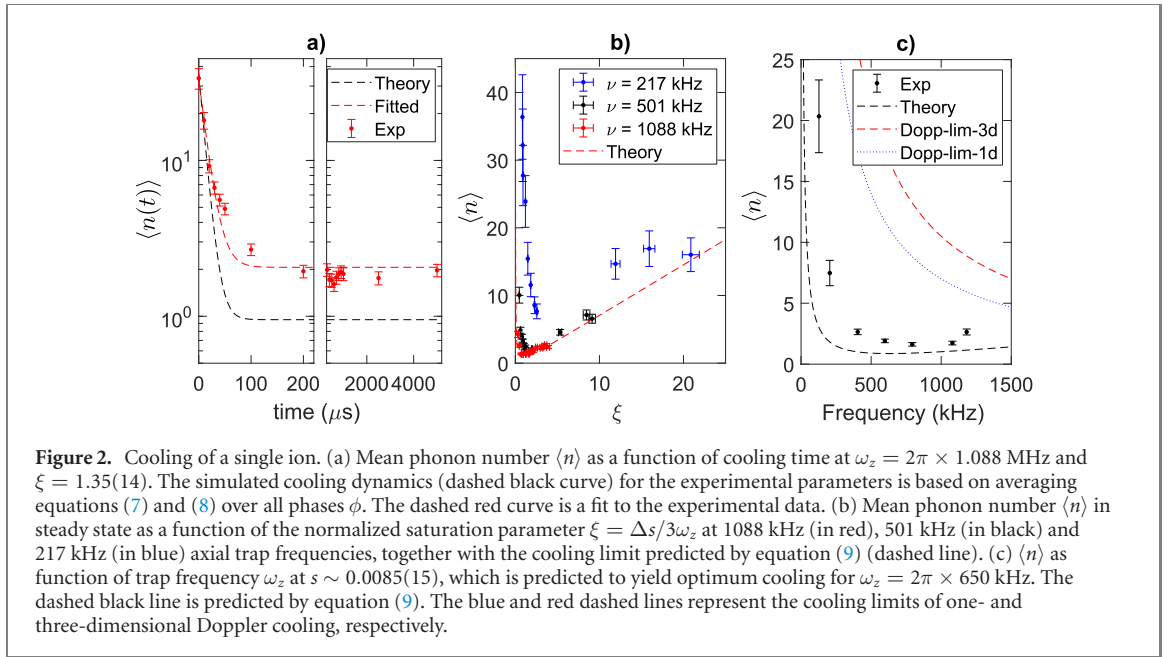 a)
b)
c)
Theory
Fitted
Exp
10¹
10⁰
⟨n(t)⟩
0
100
200
2000
4000
time (μs)
ν = 217 kHz
ν = 501 kHz
ν = 1088 kHz
Theory
40
30
20
10
0
⟨n⟩
0
10
20
ξ
Exp
Theory
Dopp-lim-3d
Dopp-lim-1d
25
20
15
10
5
0
⟨n⟩
0
500
1000
1500
Frequency (kHz)
Figure 2. Cooling of a single ion. (a) Mean phonon number ⟨n⟩ as a function of cooling time at ω_z = 2π × 1.088 MHz and
ξ = 1.35(14). The simulated cooling dynamics (dashed black curve) for the experimental parameters is based on averaging
equations (7) and (8) over all phases ϕ. The dashed red curve is a fit to the experimental data. (b) Mean phonon number ⟨n⟩ in
steady state as a function of the normalized saturation parameter ξ = Δs/3ω_z at 1088 kHz (in red), 501 kHz (in black) and
217 kHz (in blue) axial trap frequencies, together with the cooling limit predicted by equation (9) (dashed line). (c) ⟨n⟩ as
function of trap frequency ω_z at s ∼ 0.0085(15), which is predicted to yield optimum cooling for ω_z = 2π × 650 kHz. The
dashed black line is predicted by equation (9). The blue and red dashed lines represent the cooling limits of one- and
three-dimensional Doppler cooling, respectively.